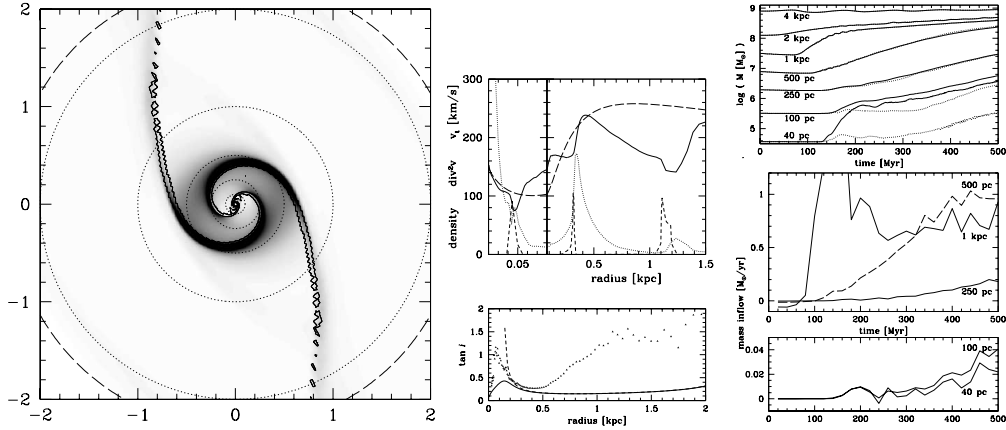 2
1
0
−1
−2
−2
−1
0
1
2
300
200
100
0
v_t [km/s]
div²v
density
0.05
0.5
1
1.5
radius [kpc]
2
1.5
1
0.5
0
tan i
0
0.5
1
1.5
2
radius [kpc]
9
8
7
6
5
log ( M [M_⊙] )
4 kpc
2 kpc
1 kpc
500 pc
250 pc
100 pc
40 pc
0
100
200
300
400
500
time [Myr]
1
0.5
0
500 pc
1 kpc
250 pc
0
100
200
300
400
500
time [Myr]
mass inflow [M_⊙/yr]
0.04
0.02
0
100 pc
40 pc
0
100
200
300
400
500